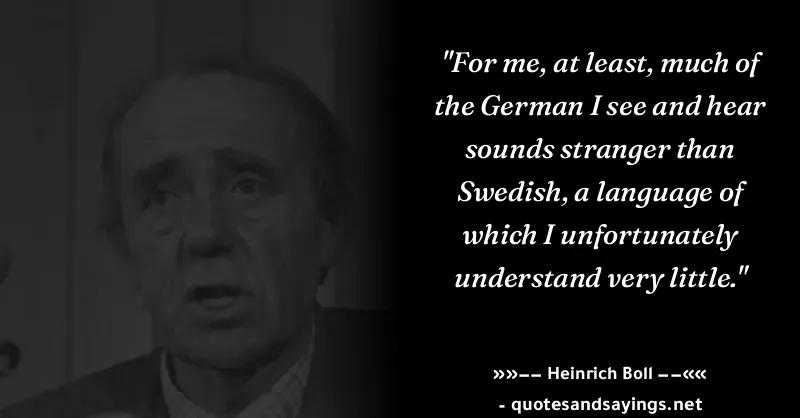 "For me, at least, much of
the German I see and hear
sounds stranger than
Swedish, a language of
which I unfortunately
understand very little."
»»−− Heinrich Boll −−««
- quotesandsayings.net